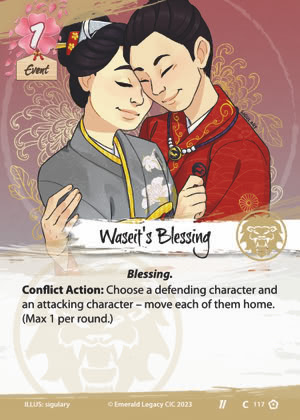 1
Event
Waseit's Blessing
Blessing.
Conflict Action: Choose a defending character and
an attacking character – move each of them home.
(Max 1 per round.)
ILLUS: sigulary
© Emerald Legacy CIC 2023
C 117